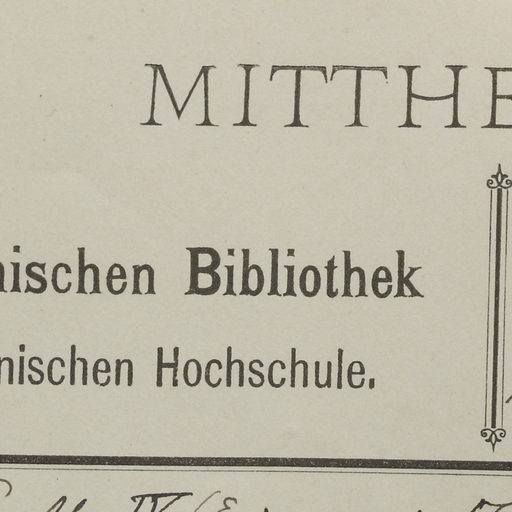 MITTHE
nischen Bibliothek
nischen Hochschule.